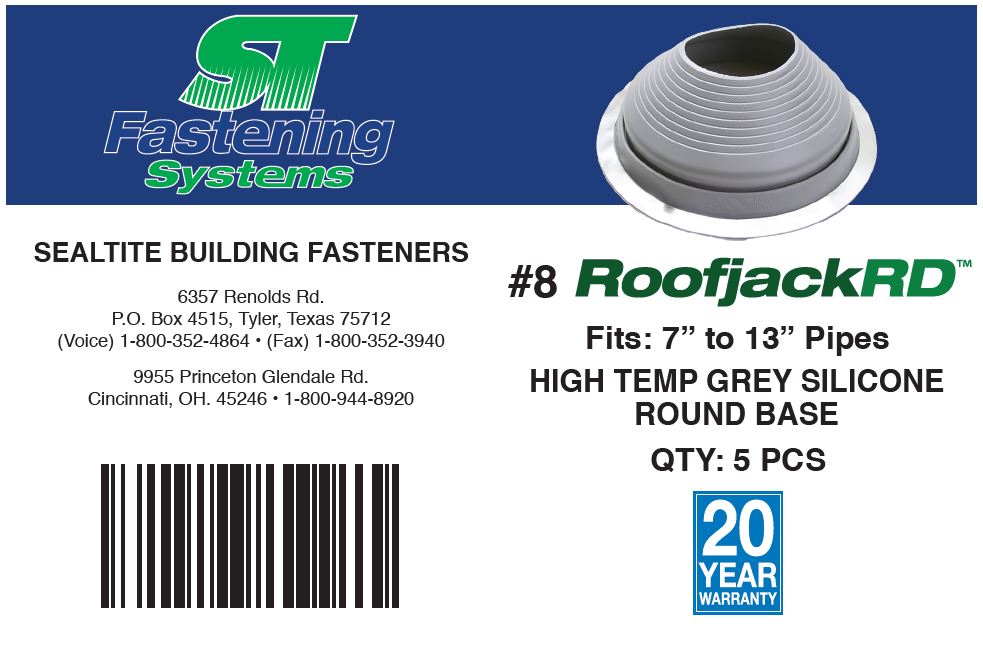 ST
Fastening
Systems
SEALTITE BUILDING FASTENERS
6357 Renolds Rd.
P.O. Box 4515, Tyler, Texas 75712
(Voice) 1-800-352-4864 • (Fax) 1-800-352-3940
9955 Princeton Glendale Rd.
Cincinnati, OH. 45246 • 1-800-944-8920
#8 RoofjackRD™
Fits: 7” to 13” Pipes
HIGH TEMP GREY SILICONE
ROUND BASE
QTY: 5 PCS
20
YEAR
WARRANTY